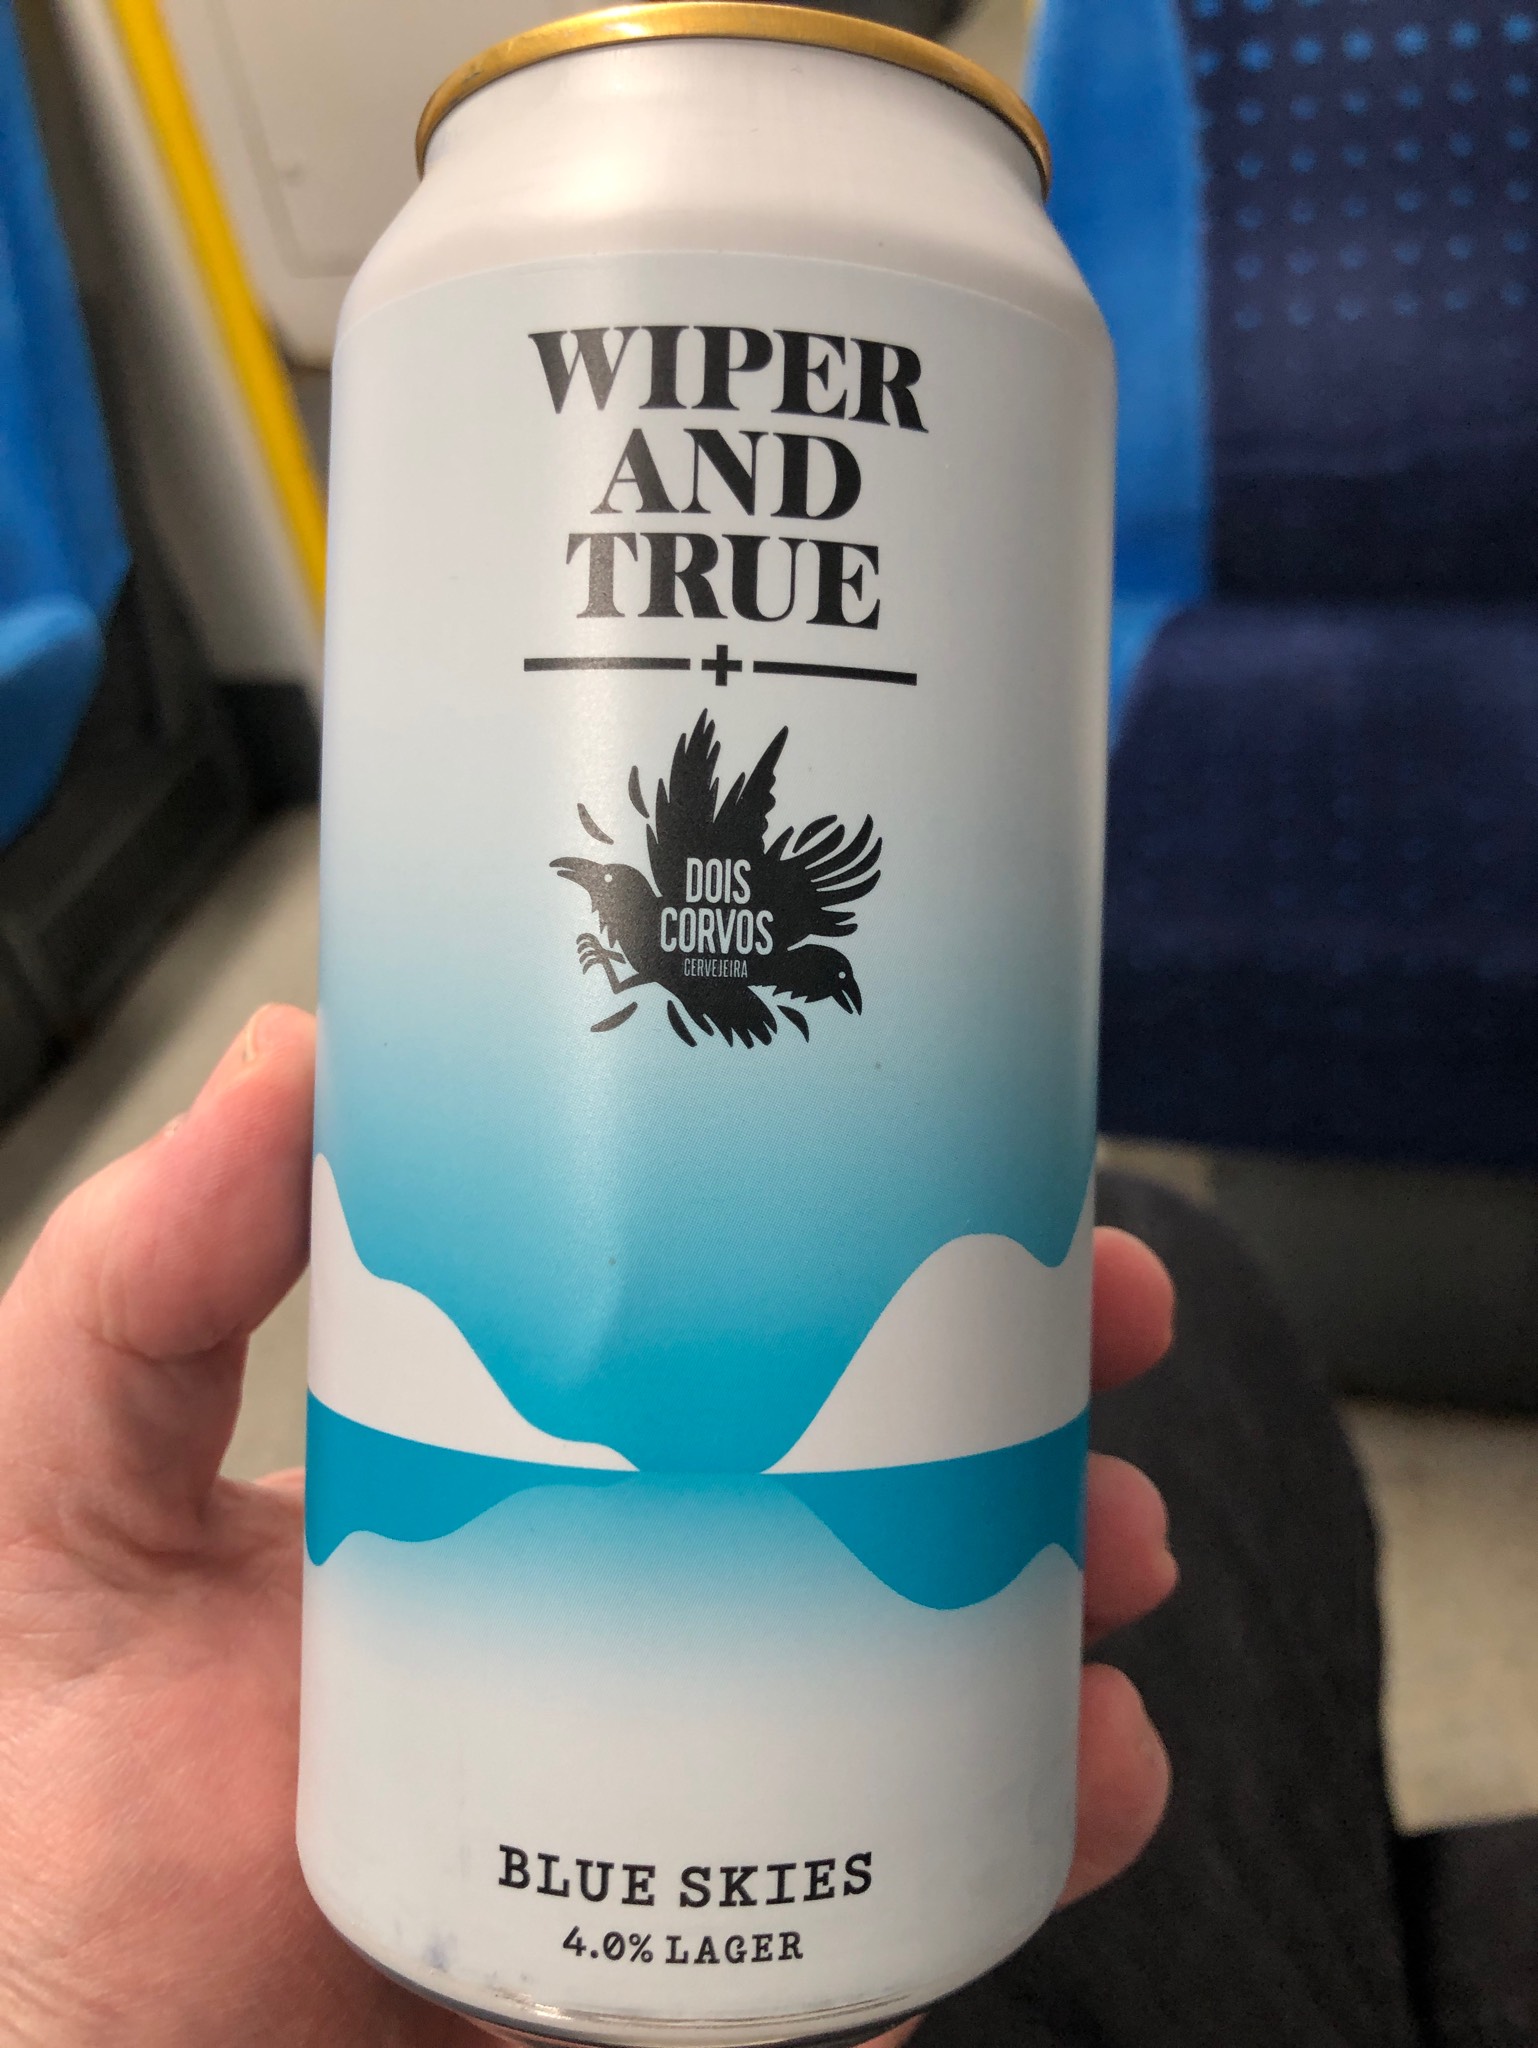 WIPER
AND
TRUE
+
DOIS
CORVOS
CERVEJEIRA
BLUE SKIES
4.0% LAGER